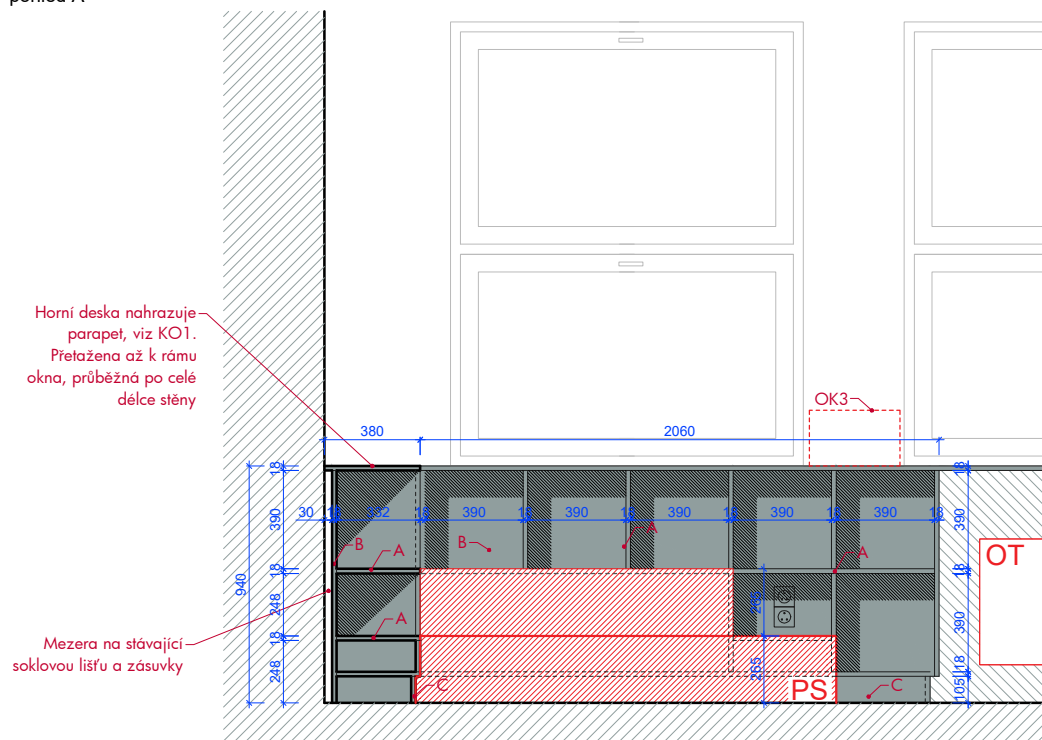 pohled A
Horní deska nahrazuje
parapet, viz KO1.
Přetažena až k rámu
okna, průběžná po celé
délce stěny
OK3
380
2060
18
18
30
18
332
18
390
18
390
18
390
18
390
18
390
18
390
390
B
A
B
A
A
OT
940
18
18
248
265
390
A
18
Mezera na stávající
soklovou lištu a zásuvky
248
265
18
105
C
PS
C